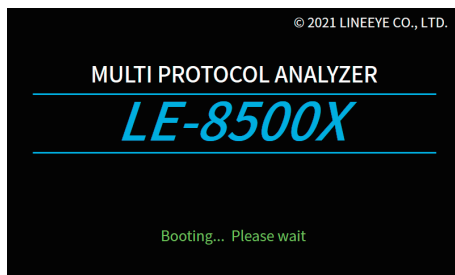 © 2021 LINEEYE CO., LTD.
MULTI PROTOCOL ANALYZER
LE-8500X
Booting... Please wait